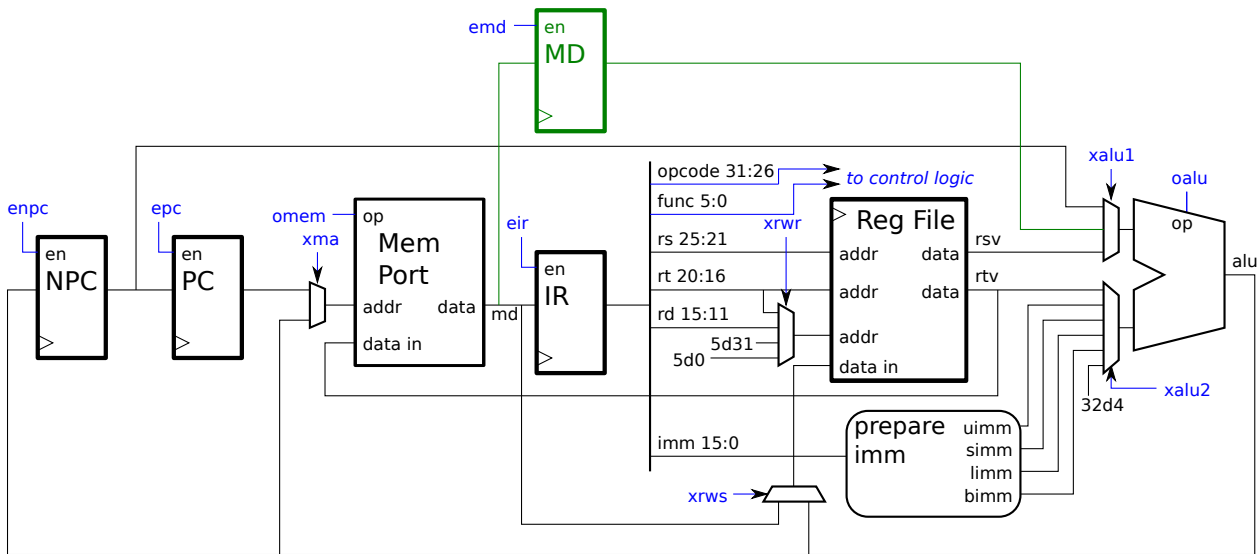 emd
en
MD
opcode 31:26
to control logic
func 5:0
xalu1
oalu
op
enpc
en
NPC
epc
en
PC
omem
xma
op
Mem
Port
addr
data
data in
md
eir
en
IR
rs 25:21
rt 20:16
rd 15:11
5d31
5d0
xrwr
Reg File
addr
data
rsv
addr
data
rtv
addr
data in
alu
xalu2
32d4
imm 15:0
prepare
imm
uimm
simm
limm
bimm
xrws